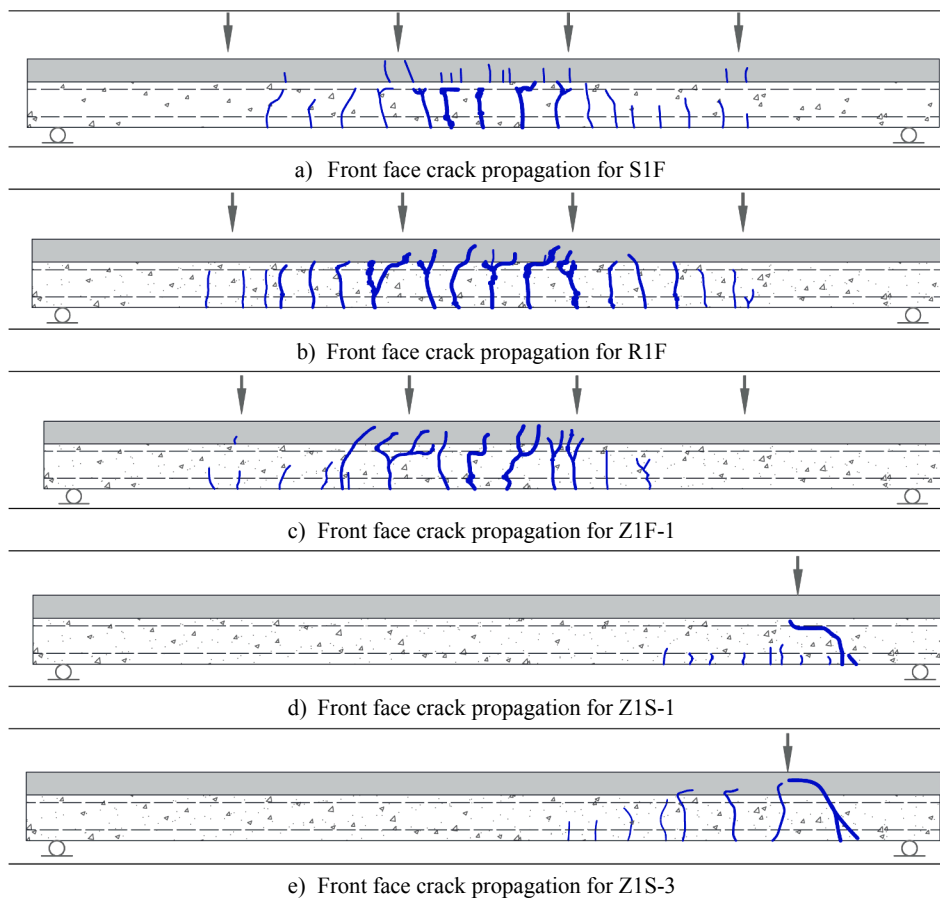 a) Front face crack propagation for S1F
b) Front face crack propagation for R1F
c) Front face crack propagation for Z1F-1
d) Front face crack propagation for Z1S-1
e) Front face crack propagation for Z1S-3